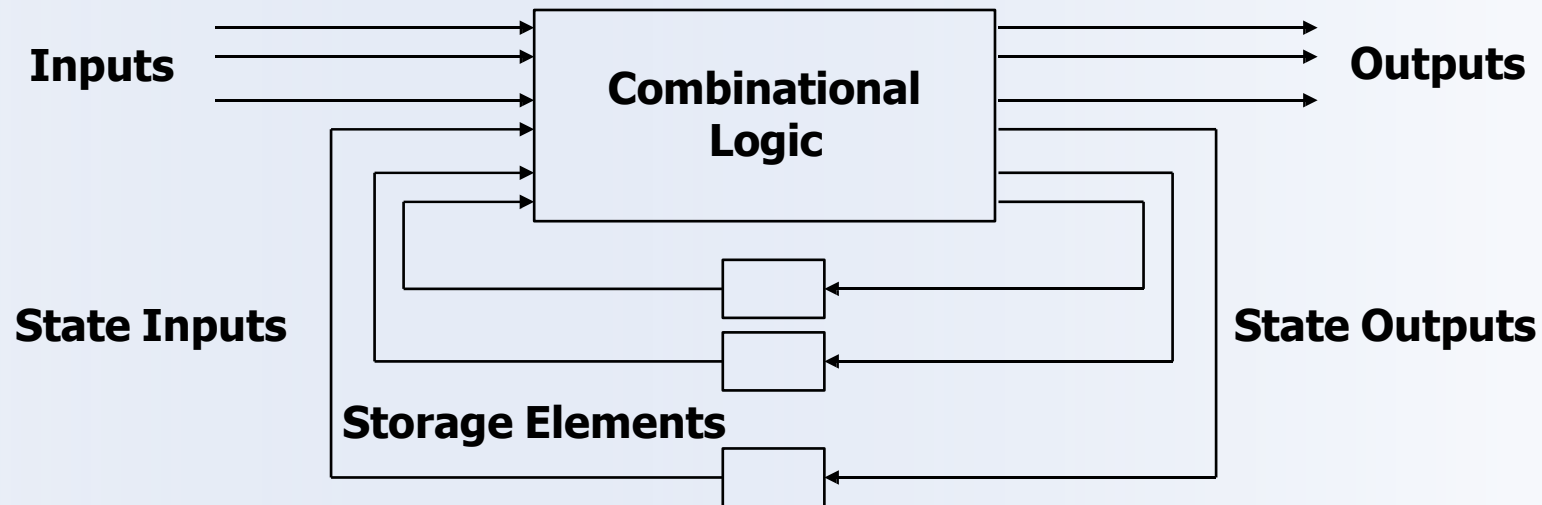 Inputs
Combinational
Logic
Outputs
State Inputs
State Outputs
Storage Elements